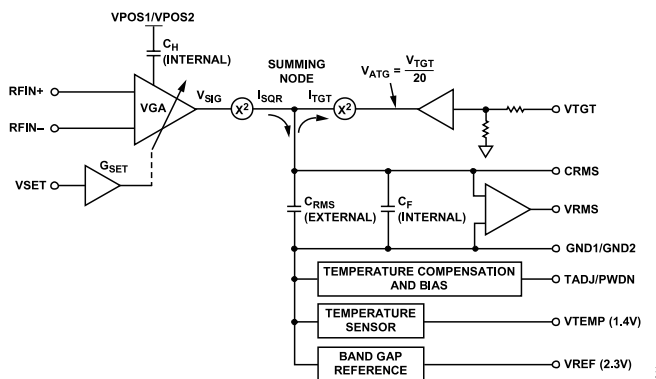 VPOS1/VPOS2
CH
(INTERNAL)
SUMMING
NODE
VATG = VTGT
20
RFIN+
RFIN–
VGA
VSIG
X2
ISQR
ITGT
X2
VTGT
GSET
VSET
CRMS
CRMS
(EXTERNAL)
CF
(INTERNAL)
VRMS
GND1/GND2
TEMPERATURE COMPENSATION
AND BIAS
TADJ/PWDN
TEMPERATURE
SENSOR
VTEMP (1.4V)
BAND GAP
REFERENCE
VREF (2.3V)